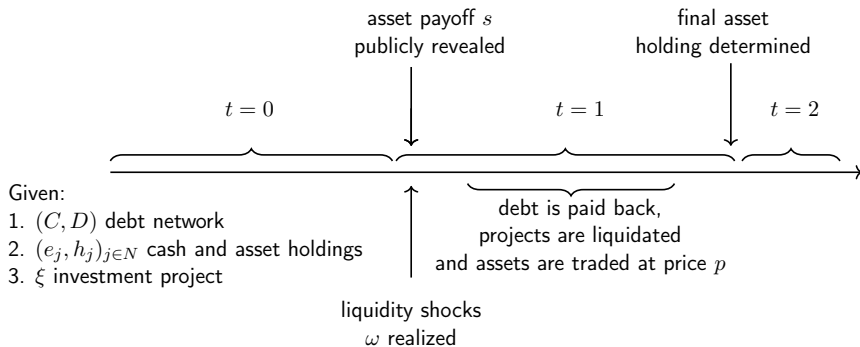 asset payoff s
publicly revealed
final asset
holding determined
t = 0
t = 1
t = 2
Given:
1. (C, D) debt network
2. (e_j, h_j)_{j∈N} cash and asset holdings
3. ξ investment project
debt is paid back,
projects are liquidated
and assets are traded at price p
liquidity shocks
ω realized